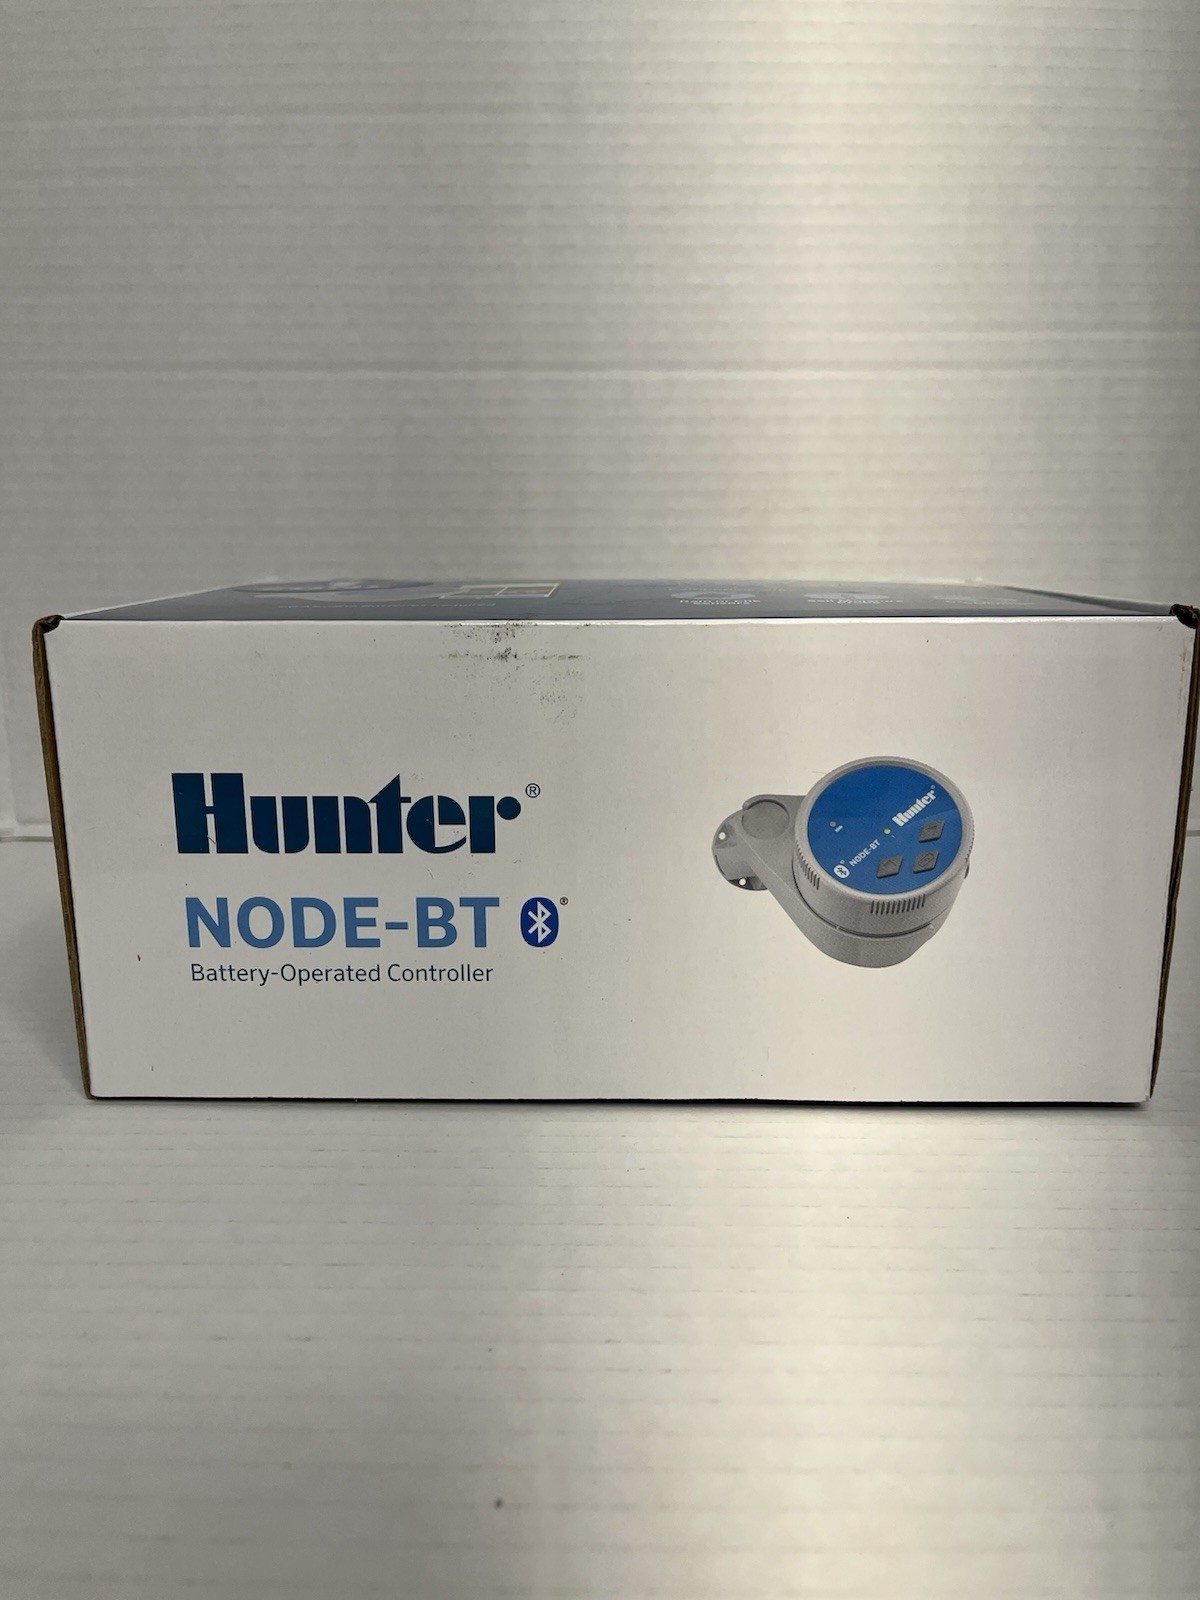 Hunter®
NODE-BT ®
Battery-Operated Controller
Hunter®
NODE-BT